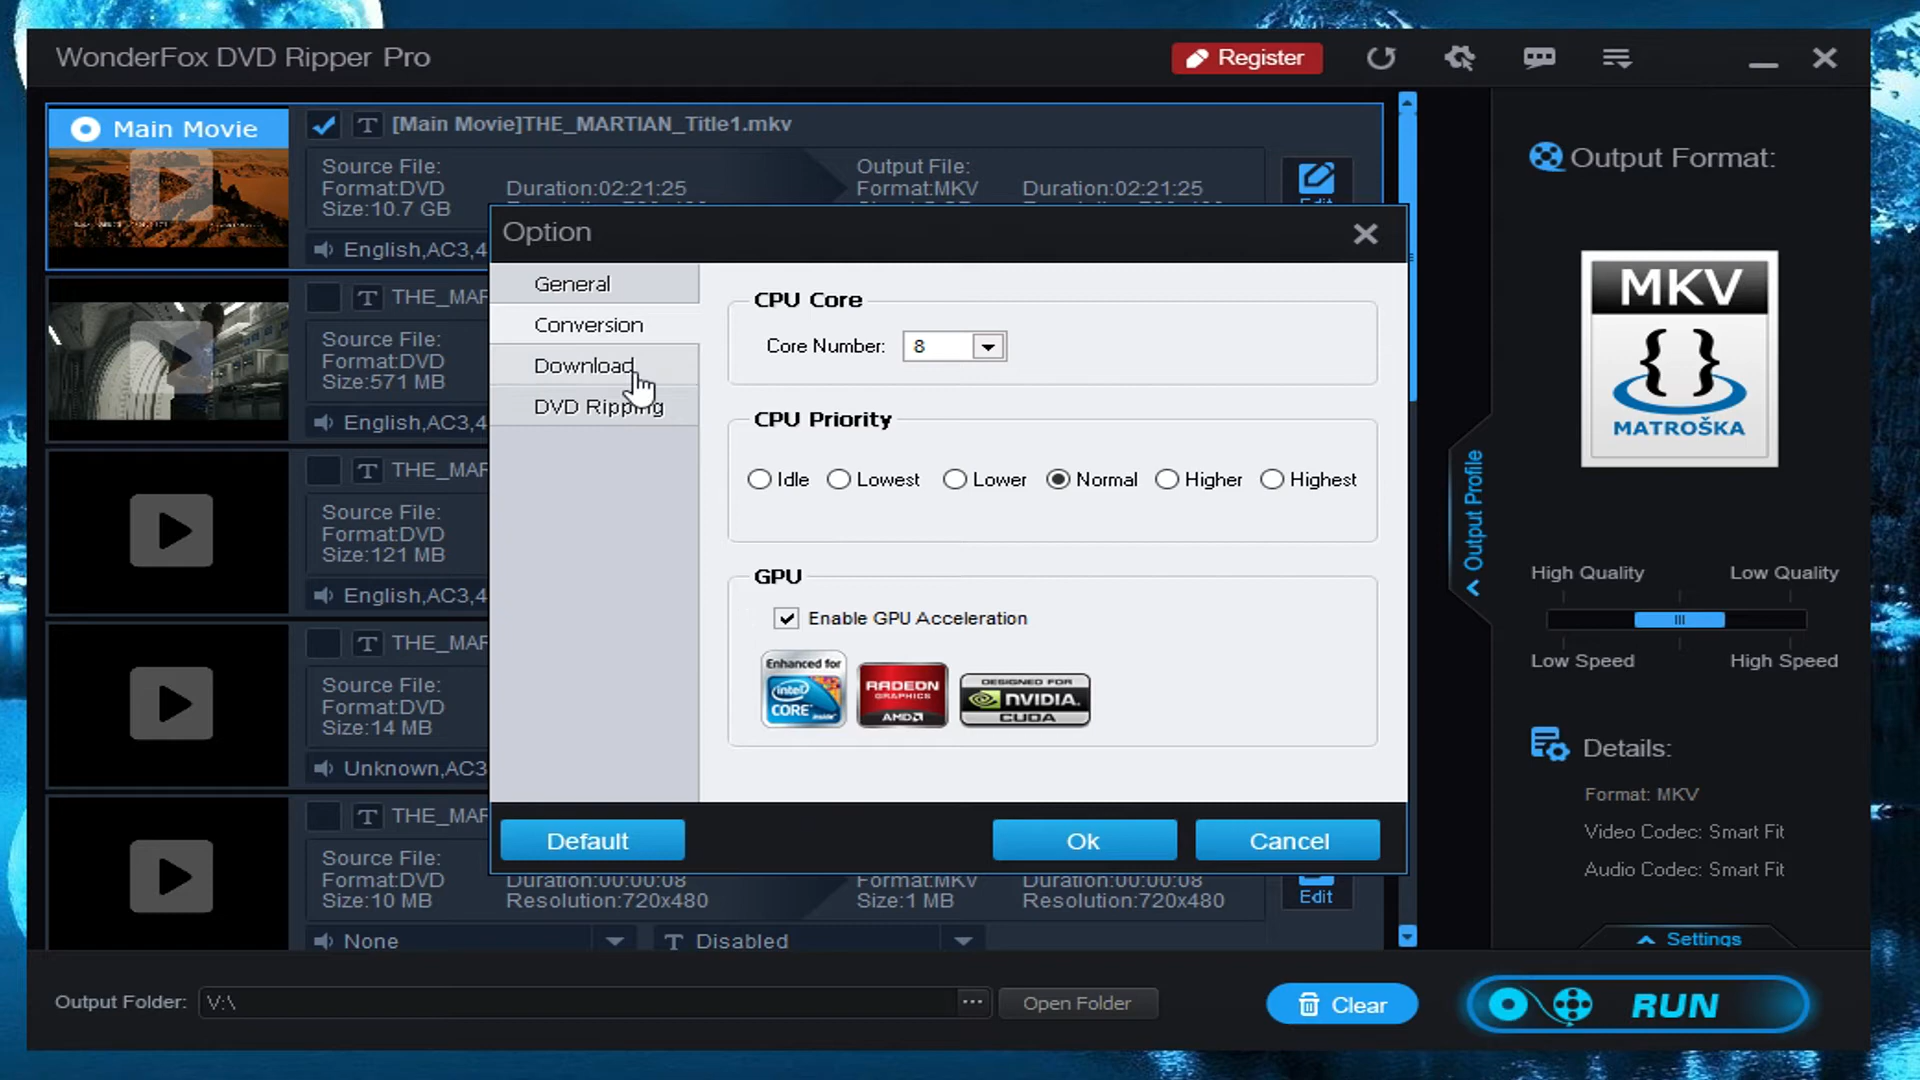 WonderFox DVD Ripper Pro
Register
Main Movie
[Main Movie]THE_MARTIAN_Title1.mkv
Source File:
Format:DVD
Duration:02:21:25
Size:10.7 GB
Output File:
Format:MKV
Duration:02:21:25
Edit
English,AC3,4
THE_MAR
Source File:
Format:DVD
Size:571 MB
English,AC3,4
THE_MAR
Source File:
Format:DVD
Size:121 MB
English,AC3,4
THE_MAR
Source File:
Format:DVD
Size:14 MB
Unknown,AC3
THE_MAR
Source File:
Format:DVD
Duration:00:00:08
Size:10 MB
Resolution:720x480
Format:MKV
Duration:00:00:08
Size:1 MB
Resolution:720x480
Edit
None
T Disabled
Option
General
Conversion
Download
DVD Ripping
CPU Core
Core Number: 8
CPU Priority
Idle Lowest Lower Normal Higher Highest
GPU
Enable GPU Acceleration
Enhanced for
intel
CORE
inside
RADEON
GRAPHICS
AMD
DESIGNED FOR
NVIDIA.
CUDA
Default
Ok
Cancel
Output Profile
Output Format:
MKV
MATROŠKA
High Quality
Low Quality
Low Speed
High Speed
Details:
Format: MKV
Video Codec: Smart Fit
Audio Codec: Smart Fit
Settings
Output Folder: V:\
...
Open Folder
Clear
RUN